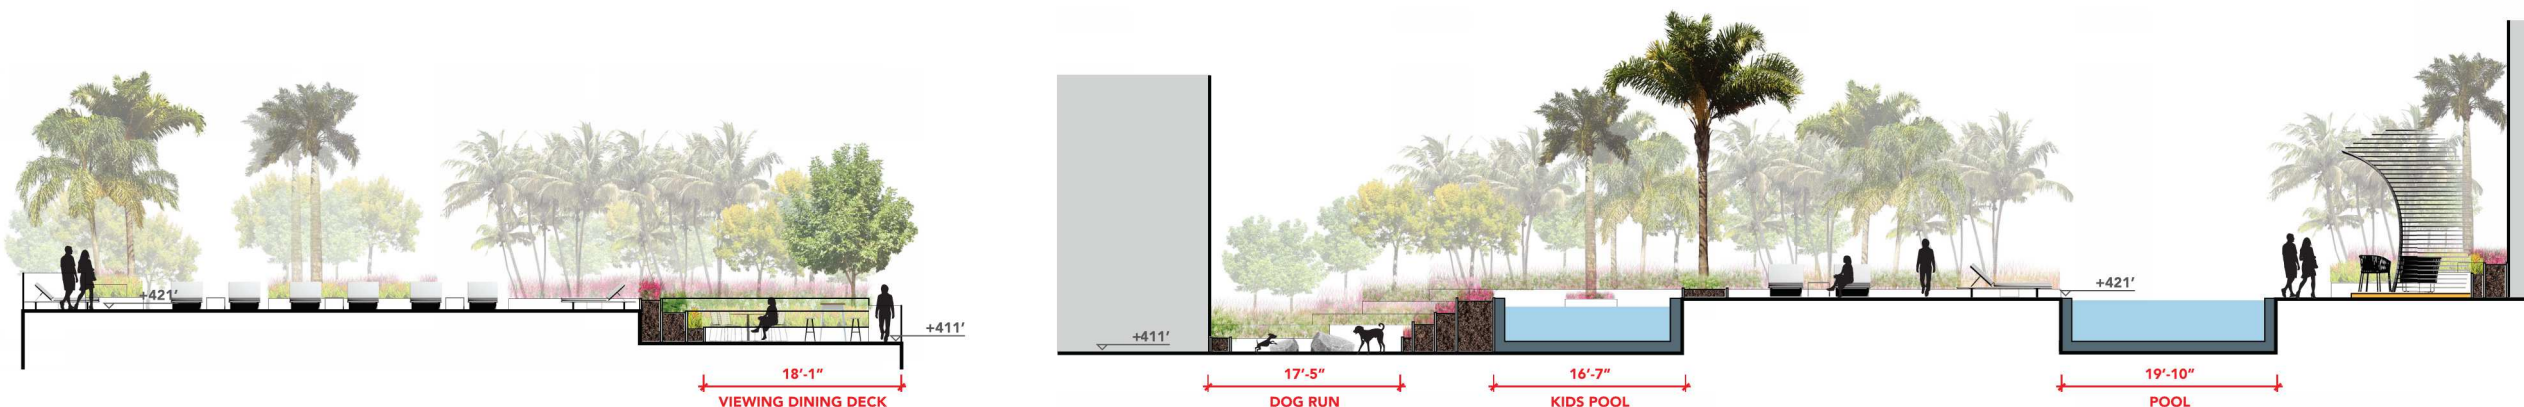 +421’
+411’
18’-1”
VIEWING DINING DECK
+411’
17’-5”
DOG RUN
16’-7”
KIDS POOL
+421’
19’-10”
POOL